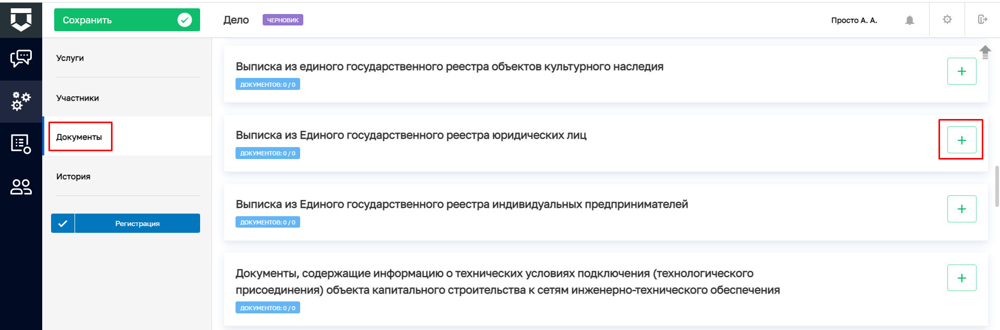 Сохранить
Дело
ЧЕРНОВИК
Просто А. А.
Услуги
Участники
Документы
История
Регистрация
Выписка из единого государственного реестра объектов культурного наследия
ДОКУМЕНТОВ: 0 / 0
Выписка из Единого государственного реестра юридических лиц
ДОКУМЕНТОВ: 0 / 0
Выписка из Единого государственного реестра индивидуальных предпринимателей
ДОКУМЕНТОВ: 0 / 0
Документы, содержащие информацию о технических условиях подключения (технологического
присоединения) объекта капитального строительства к сетям инженерно-технического обеспечения
ДОКУМЕНТОВ: 0 / 0